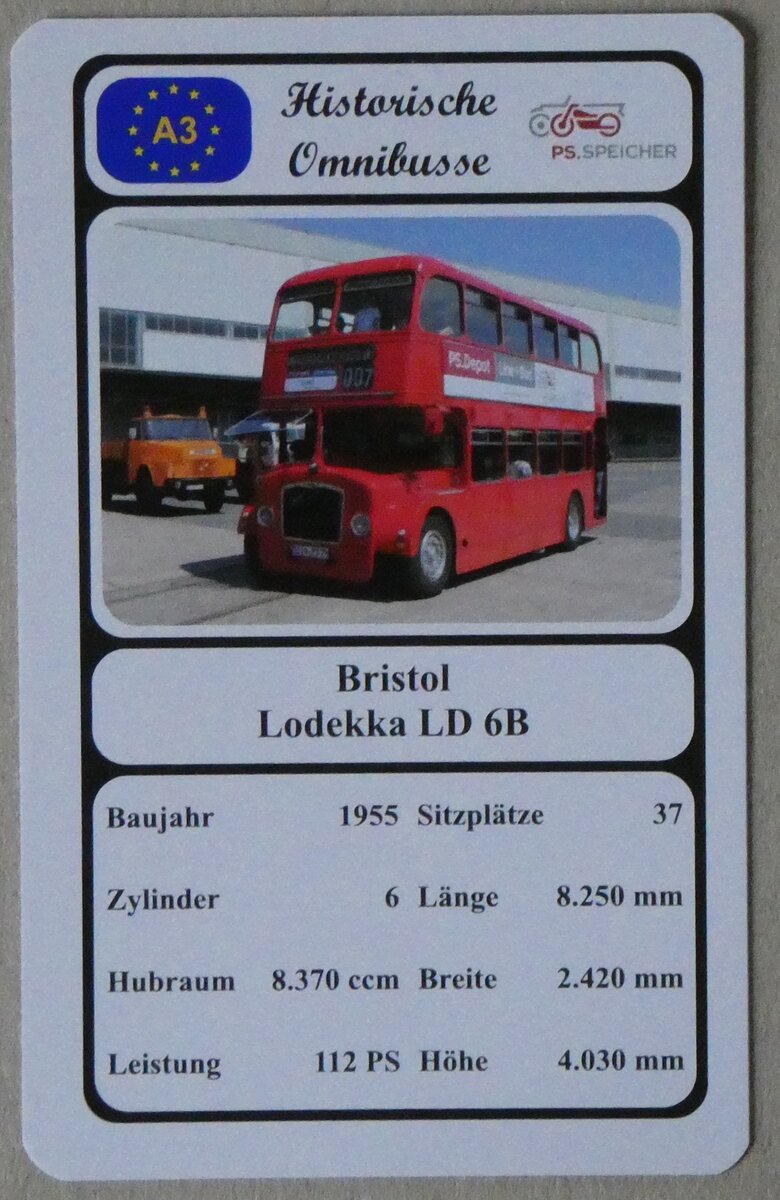 A3
Historische
Omnibusse
PS.SPEICHER
PS.Depot
007
Bristol
Lodekka LD 6B
Baujahr 1955 Sitzplätze 37
Zylinder 6 Länge 8.250 mm
Hubraum 8.370 ccm Breite 2.420 mm
Leistung 112 PS Höhe 4.030 mm